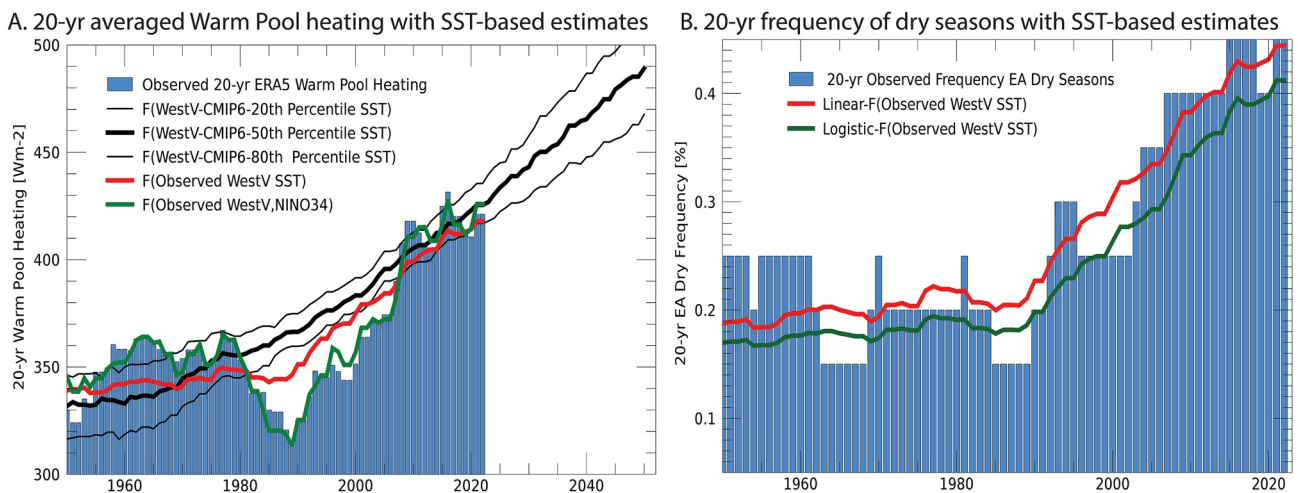 A. 20-yr averaged Warm Pool heating with SST-based estimates
500
450
400
350
300
20-yr Warm Pool Heating [Wm-2]
Observed 20-yr ERA5 Warm Pool Heating
F(WestV-CMIP6-20th Percentile SST)
F(WestV-CMIP6-50th Percentile SST)
F(WestV-CMIP6-80th Percentile SST)
F(Observed WestV SST)
F(Observed WestV,NINO34)
1960 1980 2000 2020 2040
B. 20-yr frequency of dry seasons with SST-based estimates
0.4
0.3
0.2
0.1
20-yr EA Dry Frequency [%]
20-yr Observed Frequency EA Dry Seasons
Linear-F(Observed WestV SST)
Logistic-F(Observed WestV SST)
1960 1980 2000 2020